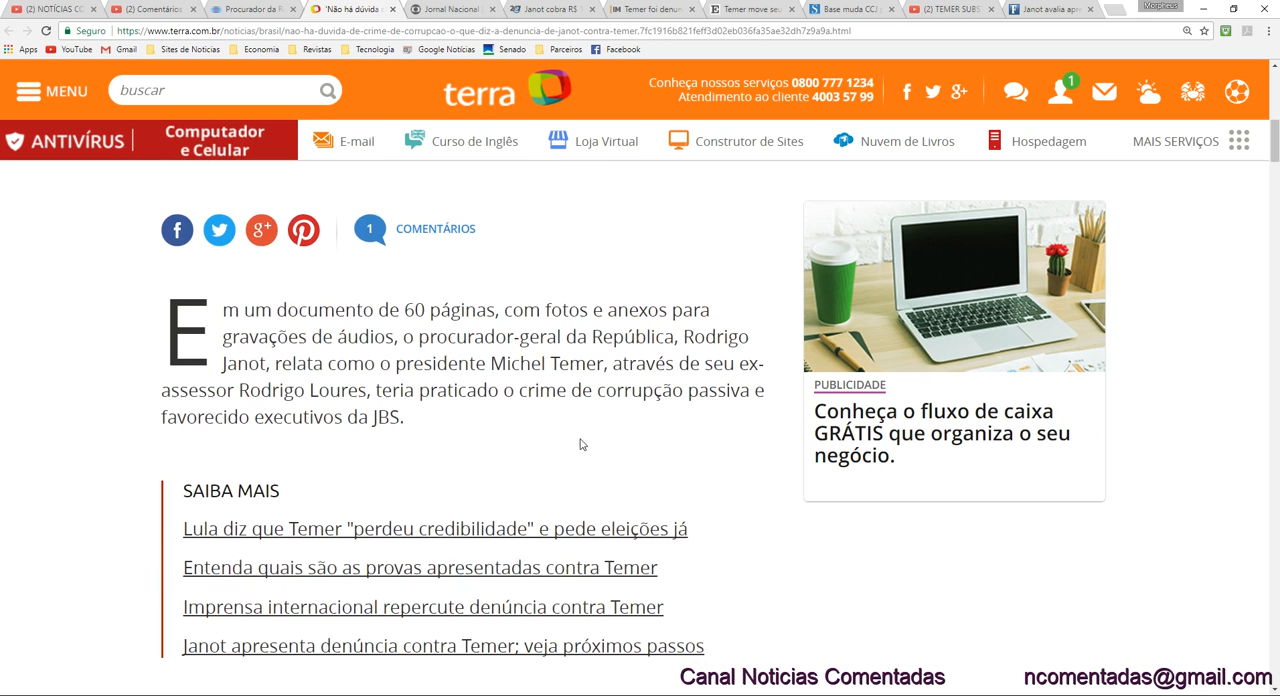 (2) NOTÍCIAS CO
(2) Comentários
Procurador da R
'Não há dúvida c
Jornal Nacional
Janot cobra R$
Temer foi denun
Temer move seu
Base muda CCJ
(2) TEMER SUBS
Janot avalia apre
Morpheus
Seguro
https://www.terra.com.br/noticias/brasil/nao-ha-duvida-de-crime-de-corrupcao-o-que-diz-a-denuncia-de-janot-contra-temer,7fc1916b821feff3d02eb036fa35ae32dh7z9a9a.html
Apps YouTube Gmail Sites de Noticias Economia Revistas Tecnologia Google Notícias Senado Parceiros Facebook
MENU
buscar
terra
Conheça nossos serviços 0800 777 1234
Atendimento ao cliente 4003 57 99
1
ANTIVÍRUS
Computador
e Celular
E-mail Curso de Inglês Loja Virtual Construtor de Sites Nuvem de Livros Hospedagem MAIS SERVIÇOS
1 COMENTÁRIOS
Em um documento de 60 páginas, com fotos e anexos para
gravações de áudios, o procurador-geral da República, Rodrigo
Janot, relata como o presidente Michel Temer, através de seu ex-
assessor Rodrigo Loures, teria praticado o crime de corrupção passiva e
favorecido executivos da JBS.
PUBLICIDADE
Conheça o fluxo de caixa
GRÁTIS que organiza o seu
negócio.
SAIBA MAIS
Lula diz que Temer "perdeu credibilidade" e pede eleições já
Entenda quais são as provas apresentadas contra Temer
Imprensa internacional repercute denúncia contra Temer
Janot apresenta denúncia contra Temer; veja próximos passos
Canal Noticias Comentadas
ncomentadas@gmail.com